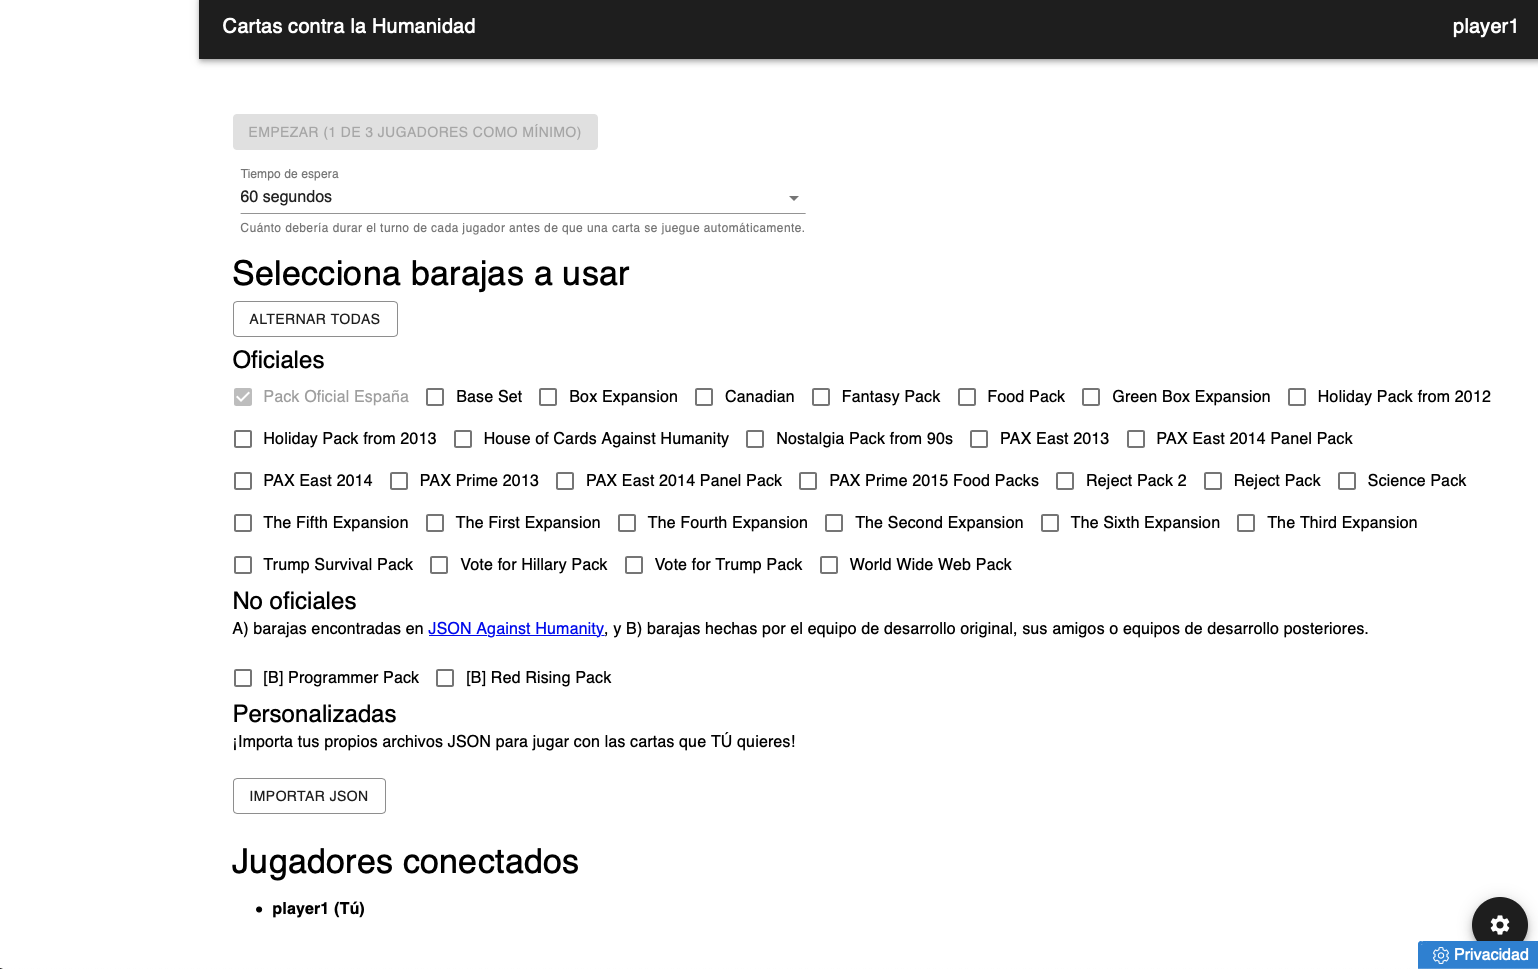 Cartas contra la Humanidad player1
EMPEZAR (1 DE 3 JUGADORES COMO MÍNIMO)
Tiempo de espera
60 segundos
Cuánto debería durar el turno de cada jugador antes de que una carta se juegue automáticamente.
Selecciona barajas a usar
ALTERNAR TODAS
Oficiales
Pack Oficial España Base Set Box Expansion Canadian Fantasy Pack Food Pack Green Box Expansion Holiday Pack from 2012
Holiday Pack from 2013 House of Cards Against Humanity Nostalgia Pack from 90s PAX East 2013 PAX East 2014 Panel Pack
PAX East 2014 PAX Prime 2013 PAX East 2014 Panel Pack PAX Prime 2015 Food Packs Reject Pack 2 Reject Pack Science Pack
The Fifth Expansion The First Expansion The Fourth Expansion The Second Expansion The Sixth Expansion The Third Expansion
Trump Survival Pack Vote for Hillary Pack Vote for Trump Pack World Wide Web Pack
No oficiales
A) barajas encontradas en JSON Against Humanity, y B) barajas hechas por el equipo de desarrollo original, sus amigos o equipos de desarrollo posteriores.
[B] Programmer Pack [B] Red Rising Pack
Personalizadas
¡Importa tus propios archivos JSON para jugar con las cartas que TÚ quieres!
IMPORTAR JSON
Jugadores conectados
• player1 (Tú)
Privacidad